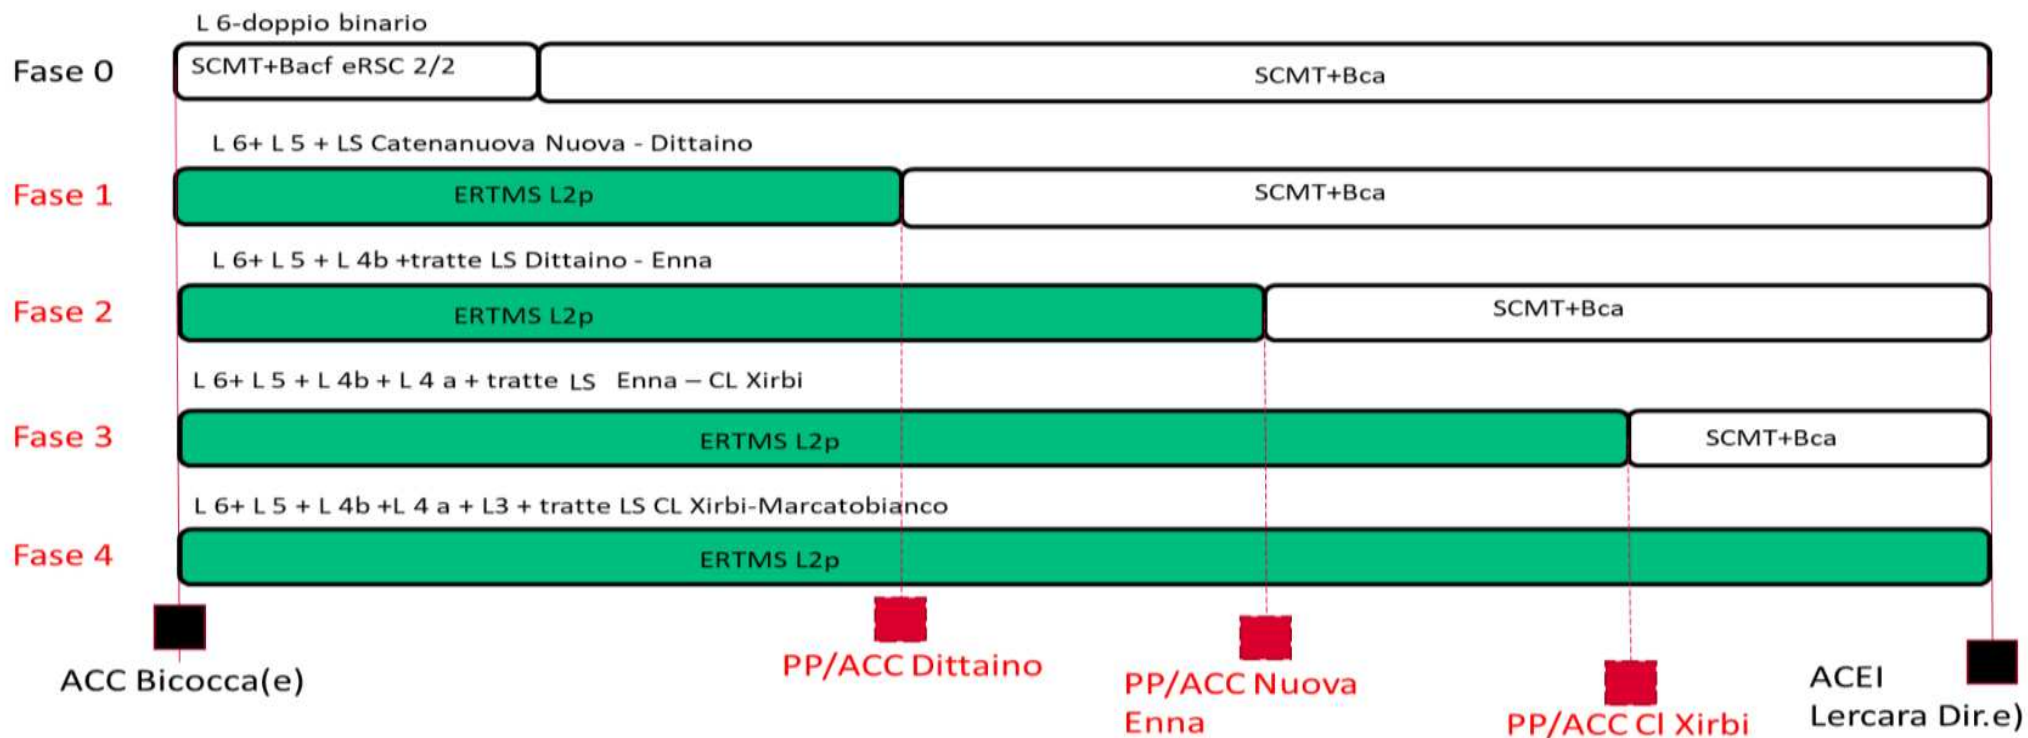 L 6-doppio binario
Fase 0
SCMT+Bacf eRSC 2/2
SCMT+Bca
L 6+ L 5 + LS Catenanuova Nuova - Dittaino
Fase 1
ERTMS L2p
SCMT+Bca
L 6+ L 5 + L 4b +tratte LS Dittaino - Enna
Fase 2
ERTMS L2p
SCMT+Bca
L 6+ L 5 + L 4b + L 4 a + tratte LS Enna – CL Xirbi
Fase 3
ERTMS L2p
SCMT+Bca
L 6+ L 5 + L 4b +L 4 a + L3 + tratte LS CL Xirbi-Marcatobianco
Fase 4
ERTMS L2p
ACC Bicocca(e)
PP/ACC Dittaino
PP/ACC Nuova
Enna
PP/ACC Cl Xirbi
ACEI
Lercara Dir.e)